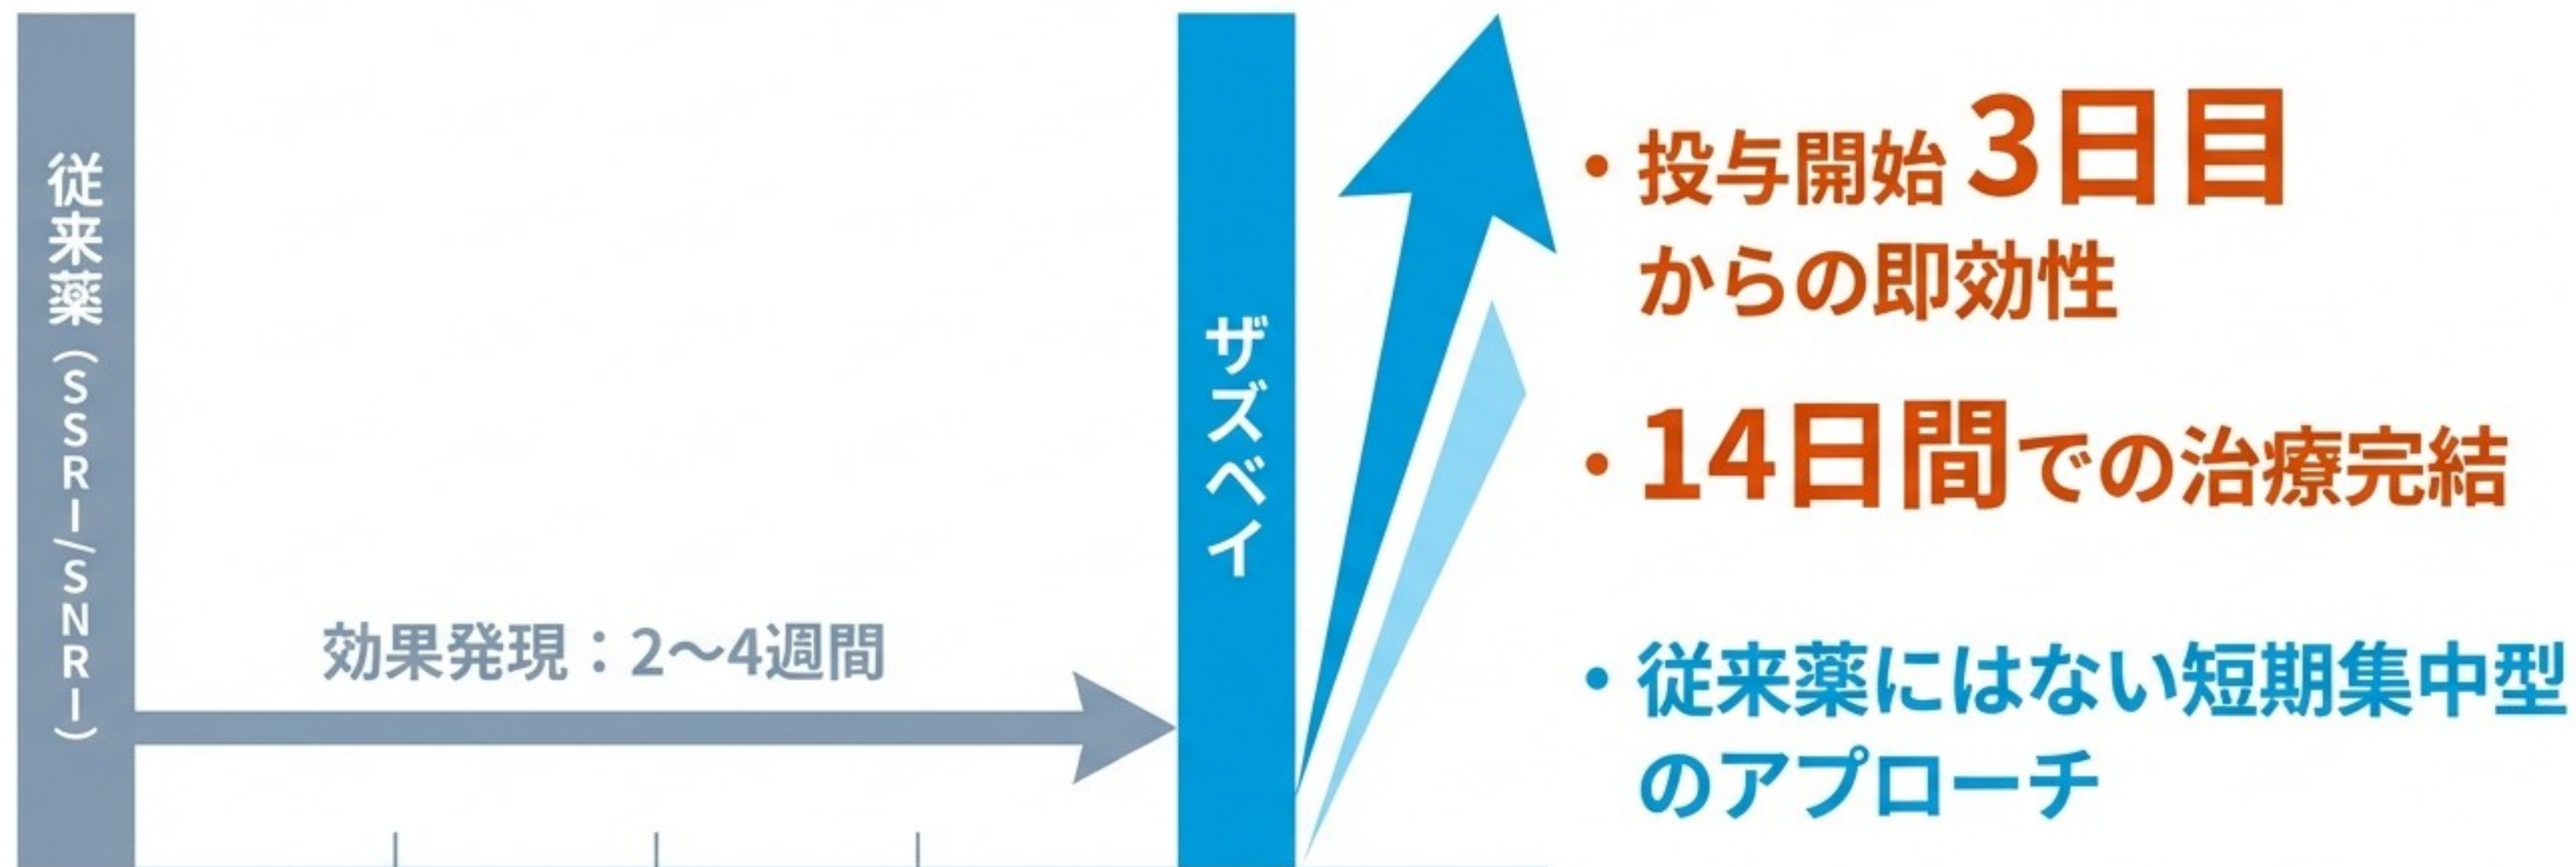 従来薬（SSRI/SNRI）
効果発現：2～4週間
ザズベイ
・投与開始 3日目
からの即効性
・14日間での治療完結
・従来薬にはない短期集中型
のアプローチ